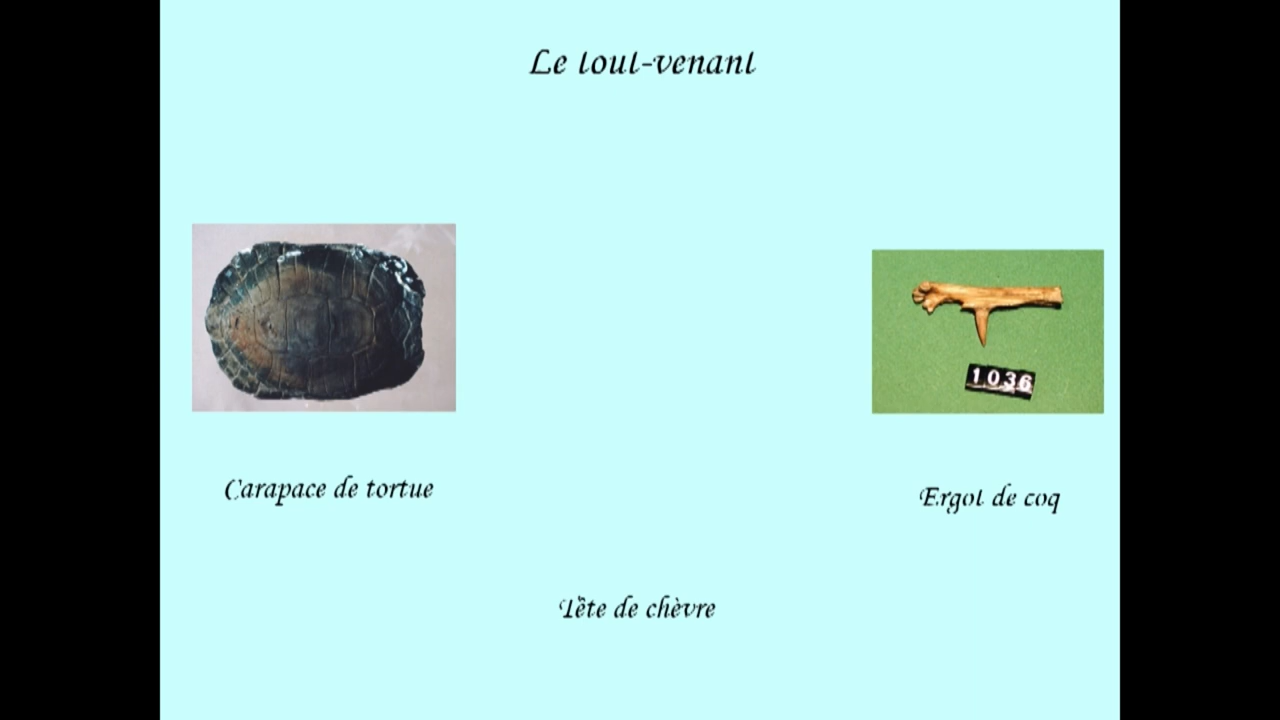 Le tout-venant
1036
Carapace de tortue
Ergot de coq
Tête de chèvre